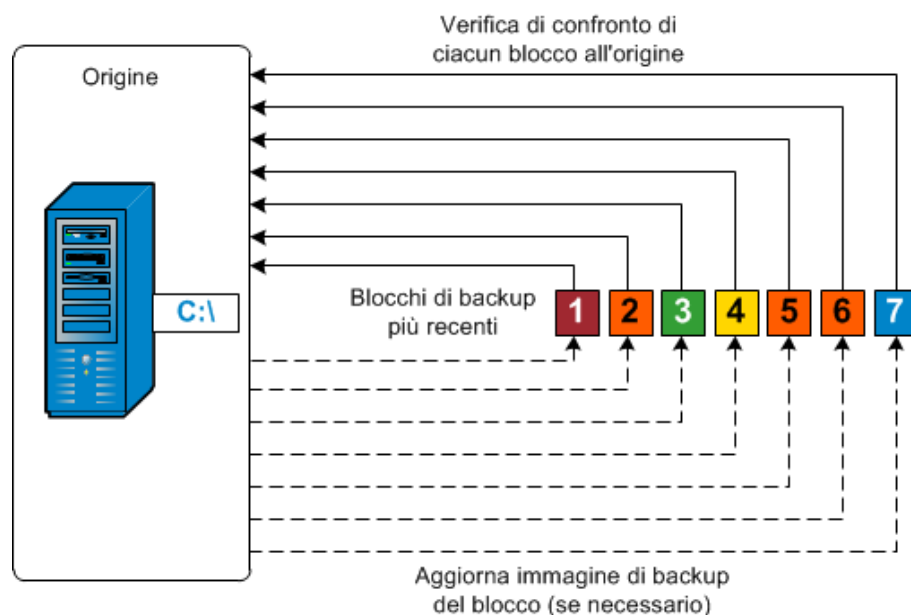 Verifica di confronto di
ciacun blocco all'origine
Origine
C:\
Blocchi di backup
più recenti
1 2 3 4 5 6 7
Aggiorna immagine di backup
del blocco (se necessario)